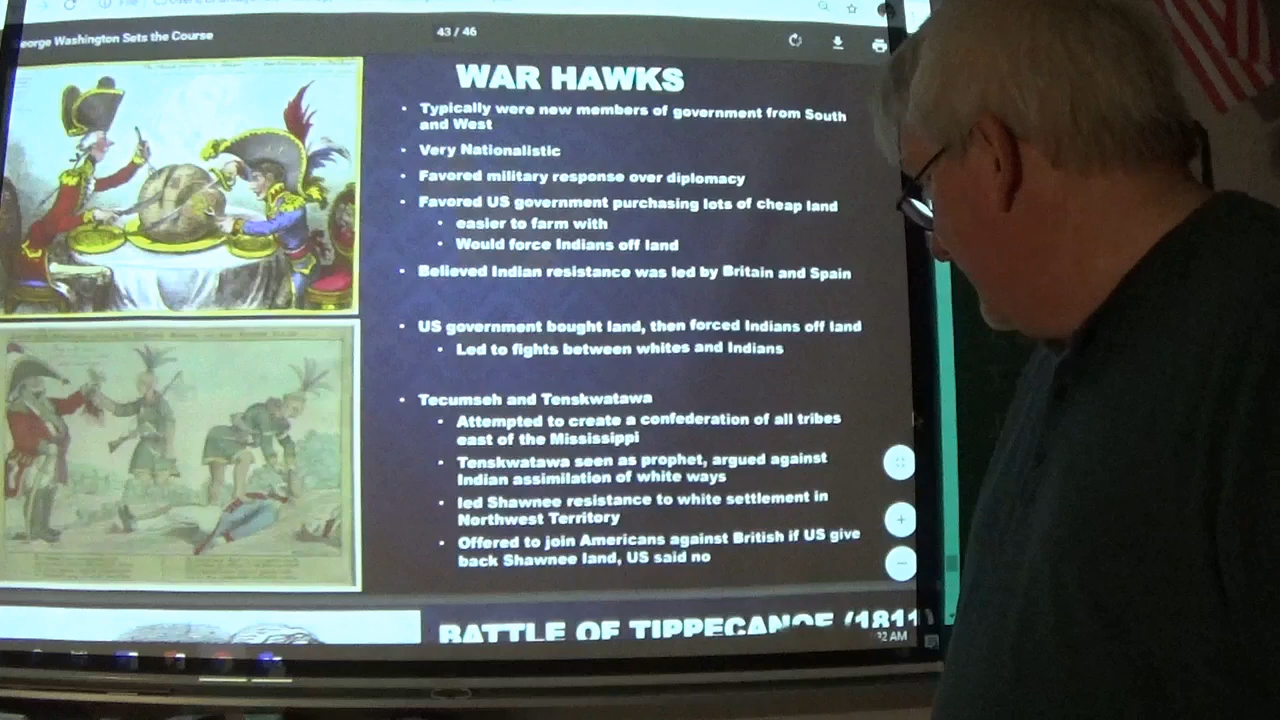 eorge Washington Sets the Course
43 / 46
WAR HAWKS
Typically were new members of government from South
and West
Very Nationalistic
Favored military response over diplomacy
Favored US government purchasing lots of cheap land
easier to farm with
Would force Indians off land
Believed Indian resistance was led by Britain and Spain
US government bought land, then forced Indians off land
Led to fights between whites and Indians
Tecumseh and Tenskwatawa
Attempted to create a confederation of all tribes
east of the Mississippi
Tenskwatawa seen as prophet, argued against
Indian assimilation of white ways
led Shawnee resistance to white settlement in
Northwest Territory
Offered to join Americans against British if US give
back Shawnee land, US said no
BATTLE OF TIPPECANOE (1811)
2 AM